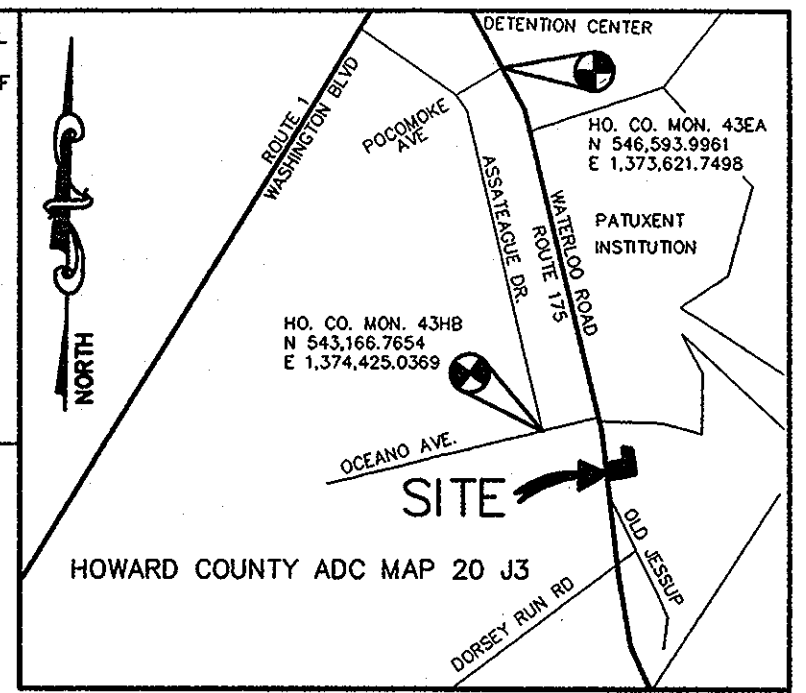 L
F
DETENTION CENTER
ROUTE 1
WASHINGTON BLVD
POCOMOKE
AVE
HO. CO. MON. 43EA
N 546,593.9961
E 1,373,621.7498
ASSATEAGUE DR.
WATERLOO ROAD
ROUTE 175
PATUXENT
INSTITUTION
NORTH
HO. CO. MON. 43HB
N 543,166.7654
E 1,374,425.0369
OCEANO AVE.
SITE
OLD JESSUP
HOWARD COUNTY ADC MAP 20 J3
DORSEY RUN RD